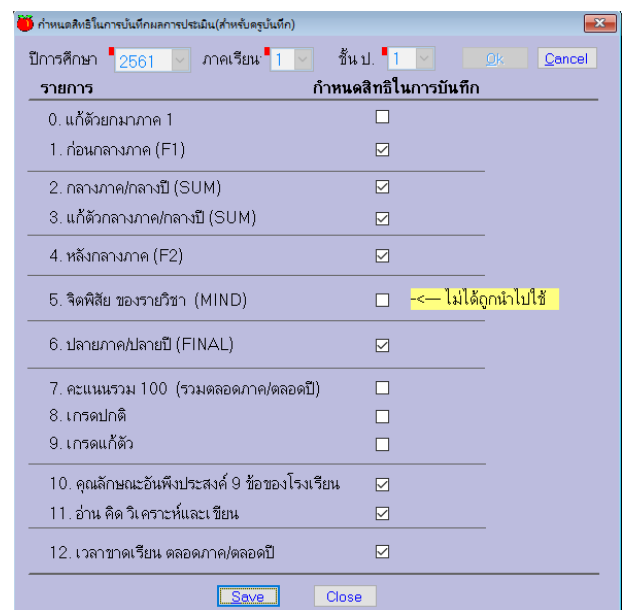 กำหนดสิทธิในการบันทึกผลการประเมิน(สำหรับครูบันทึก)
ปีการศึกษา 2561 ภาคเรียน 1 ชั้น ป. 1 Ok Cancel
รายการ กำหนดสิทธิในการบันทึก
0. แก้ตัวยกมาภาค 1
1. ก่อนกลางภาค (F1)
2. กลางภาค/กลางปี (SUM)
3. แก้ตัวกลางภาค/กลางปี (SUM)
4. หลังกลางภาค (F2)
5. จิตพิสัย ของรายวิชา (MIND) -<— ไม่ได้ถูกนำไปใช้
6. ปลายภาค/ปลายปี (FINAL)
7. คะแนนรวม 100 (รวมตลอดภาค/ตลอดปี)
8. เกรดปกติ
9. เกรดแก้ตัว
10. คุณลักษณะอันพึงประสงค์ 9 ข้อของโรงเรียน
11. อ่าน คิด วิเคราะห์และเขียน
12. เวลาขาดเรียน ตลอดภาค/ตลอดปี
Save Close